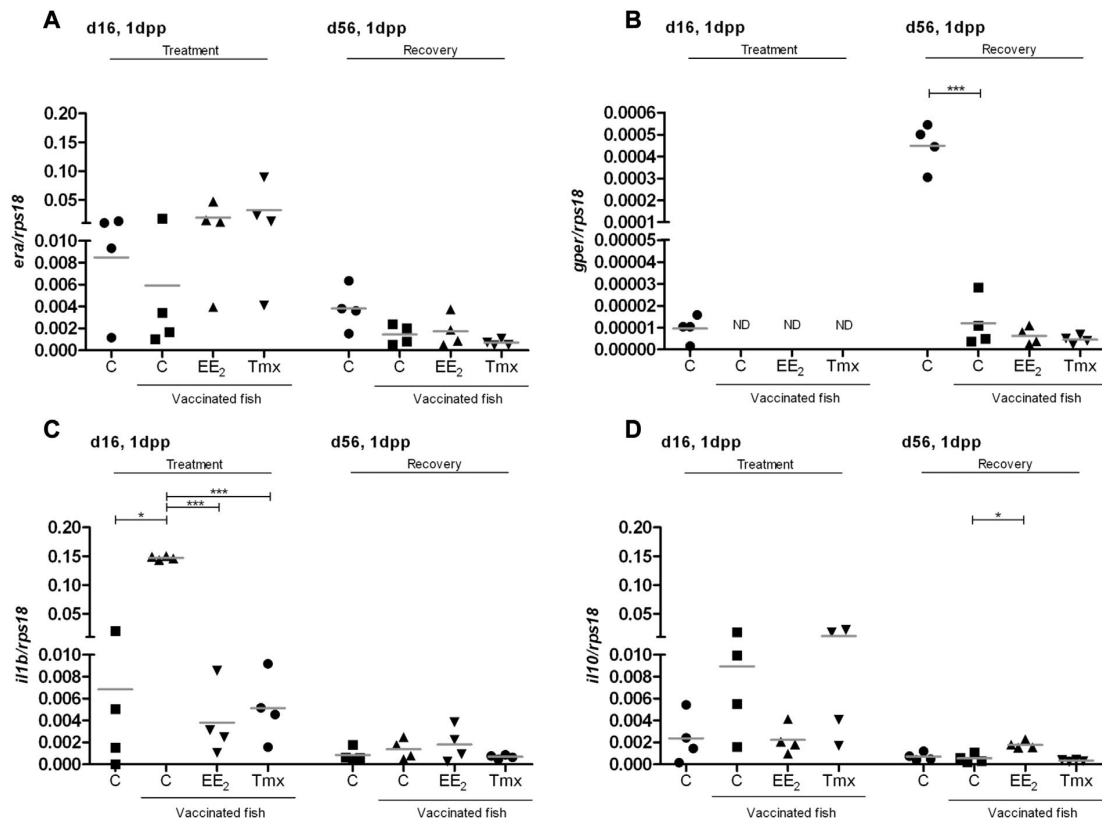 A
d16, 1dpp
d56, 1dpp
Treatment
Recovery
era/rps18
0.20
0.15
0.10
0.05
0.010
0.008
0.006
0.004
0.002
0.000
C C EE₂ Tmx C C EE₂ Tmx
Vaccinated fish Vaccinated fish
B
d16, 1dpp
d56, 1dpp
Treatment
Recovery
***
gper/rps18
0.0006
0.0005
0.0004
0.0003
0.0001
0.00005
0.00004
0.00003
0.00002
0.00001
0.00000
ND ND ND
C C EE₂ Tmx C C EE₂ Tmx
Vaccinated fish Vaccinated fish
C
d16, 1dpp
d56, 1dpp
Treatment
Recovery
***
***
*
il1b/rps18
0.20
0.15
0.10
0.05
0.010
0.008
0.006
0.004
0.002
0.000
C C EE₂ Tmx C C EE₂ Tmx
Vaccinated fish Vaccinated fish
D
d16, 1dpp
d56, 1dpp
Treatment
Recovery
*
il10/rps18
0.20
0.15
0.10
0.05
0.010
0.008
0.006
0.004
0.002
0.000
C C EE₂ Tmx C C EE₂ Tmx
Vaccinated fish Vaccinated fish